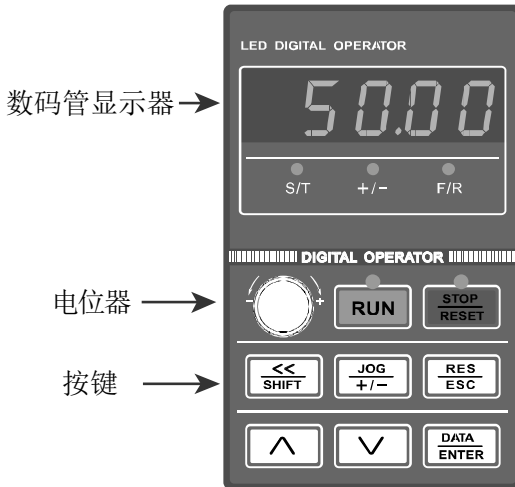 LED DIGITAL OPERATOR
数码管显示器
50.00
S/T +/- F/R
DIGITAL OPERATOR
电位器
- +
RUN
STOP
RESET
按键
<<
SHIFT
JOG
+/-
RES
ESC
∧
∨
DATA
ENTER